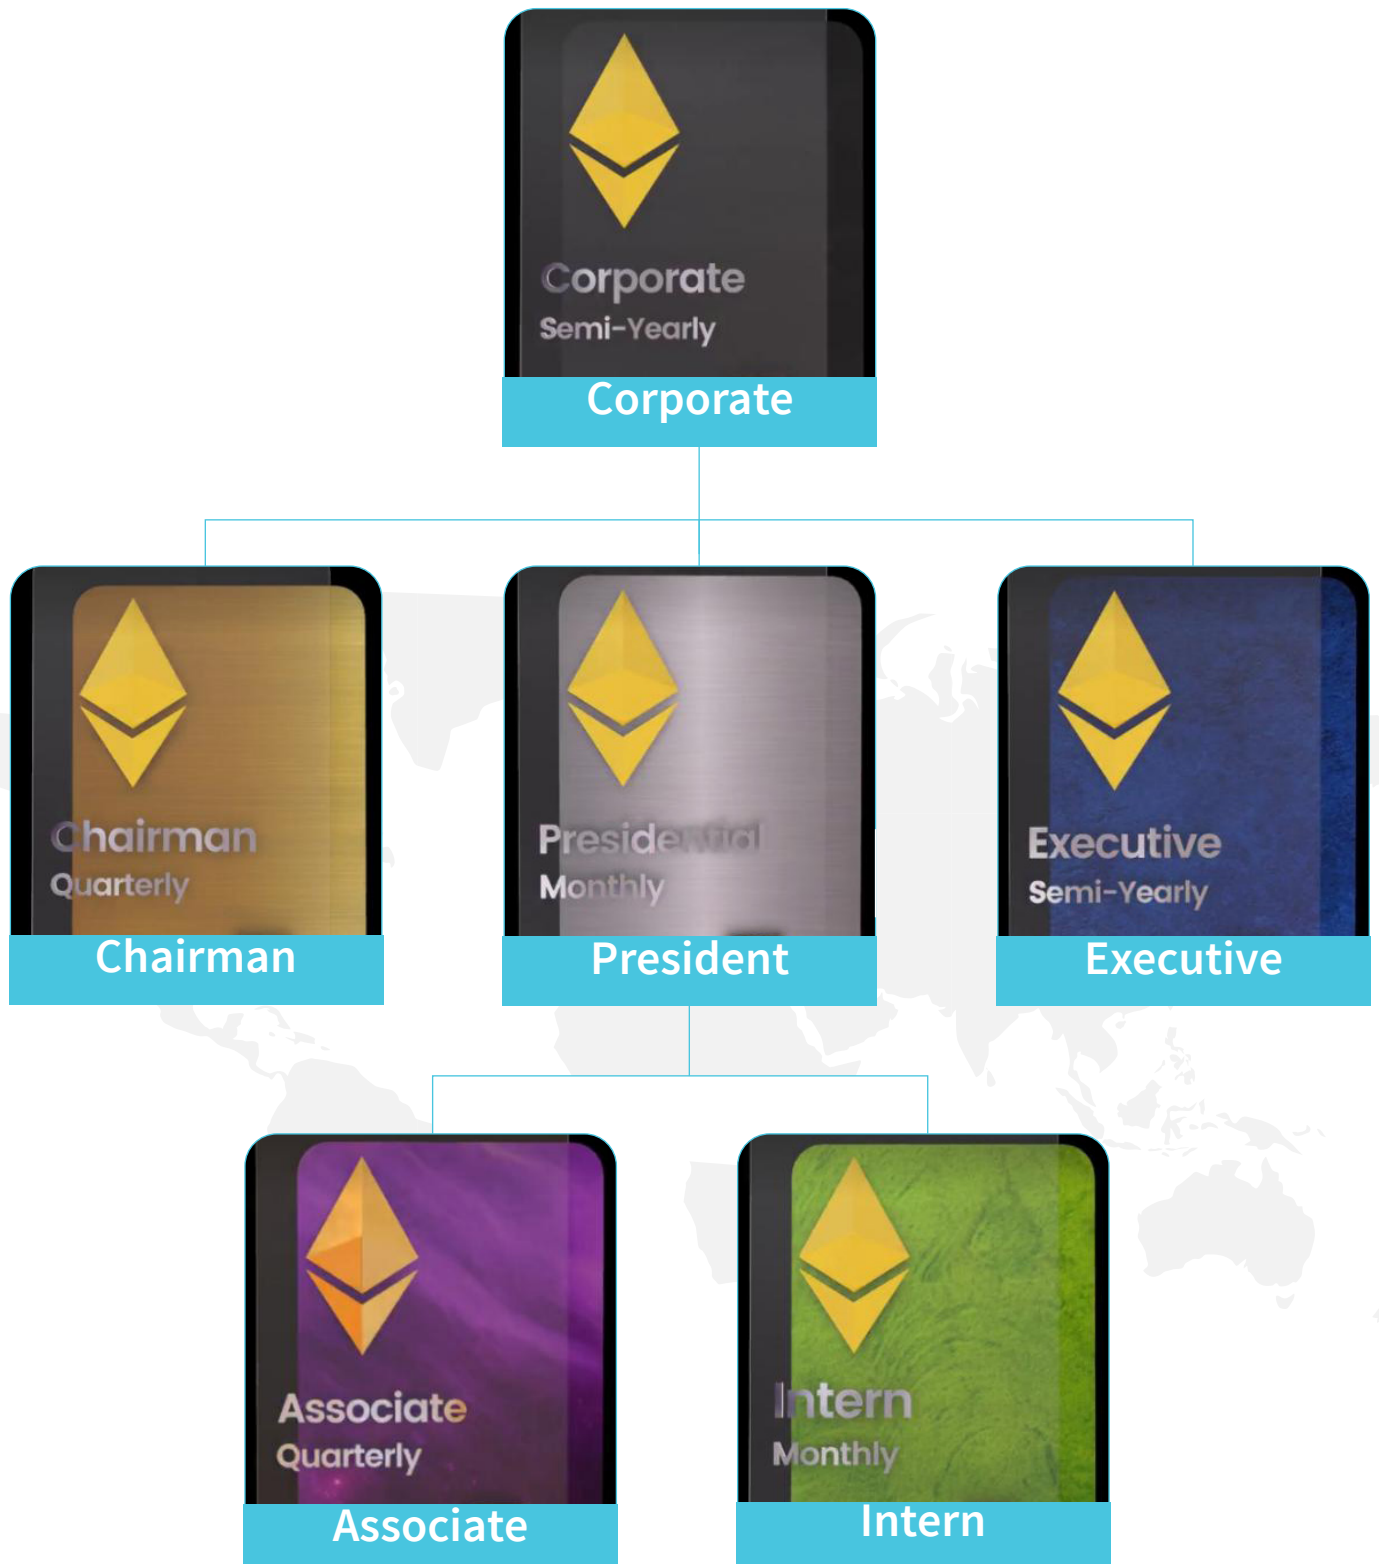 Corporate
Semi-Yearly
Corporate
Chairman
Quarterly
Chairman
Presidential
Monthly
President
Executive
Semi-Yearly
Executive
Associate
Quarterly
Associate
Intern
Monthly
Intern